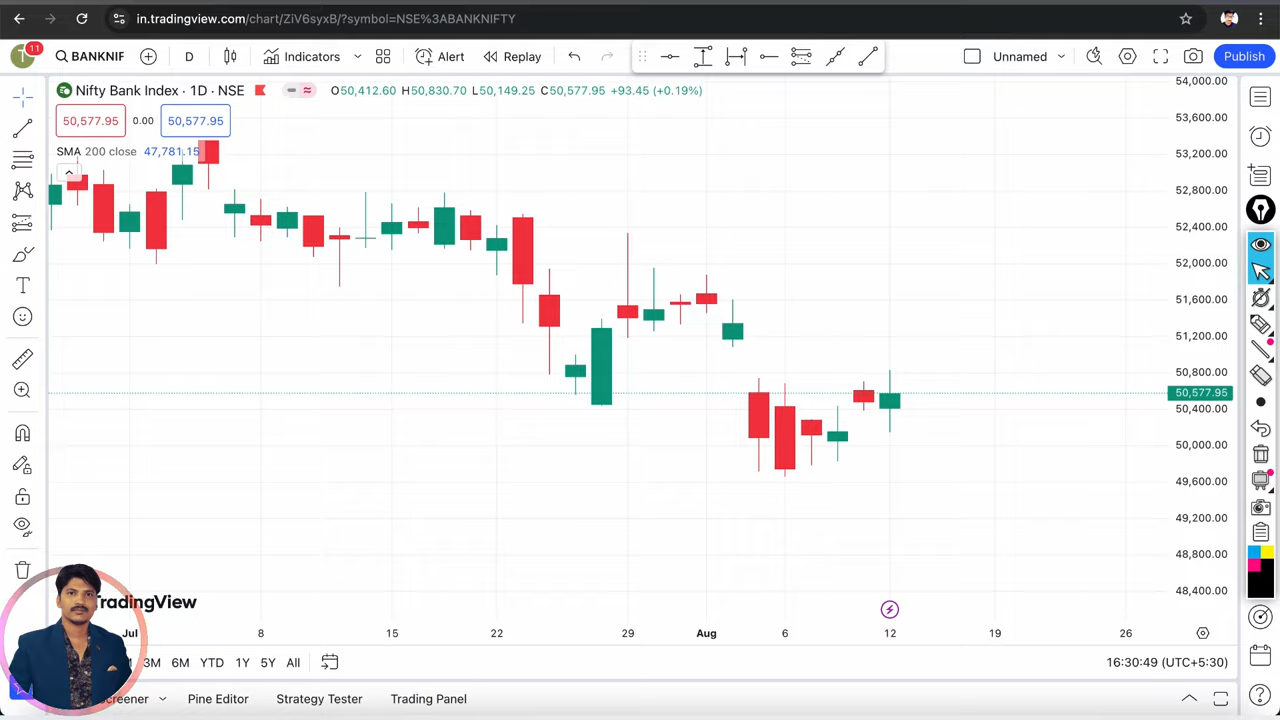 in.tradingview.com/chart/ZiV6syxB/?symbol=NSE%3ABANKNIFTY
T 11 BANKNIF D Indicators Alert Replay Unnamed Publish
Nifty Bank Index · 1D · NSE O50,412.60 H50,830.70 L50,149.25 C50,577.95 +93.45 (+0.19%)
50,577.95 0.00 50,577.95
SMA 200 close 47,781.15
54,000.00
53,600.00
53,200.00
52,800.00
52,400.00
52,000.00
51,600.00
51,200.00
50,800.00
50,577.95
50,400.00
50,000.00
49,600.00
49,200.00
48,800.00
48,400.00
TradingView
Jul 8 15 22 29 Aug 6 12 19 26
3M 6M YTD 1Y 5Y All 16:30:49 (UTC+5:30)
creener Pine Editor Strategy Tester Trading Panel